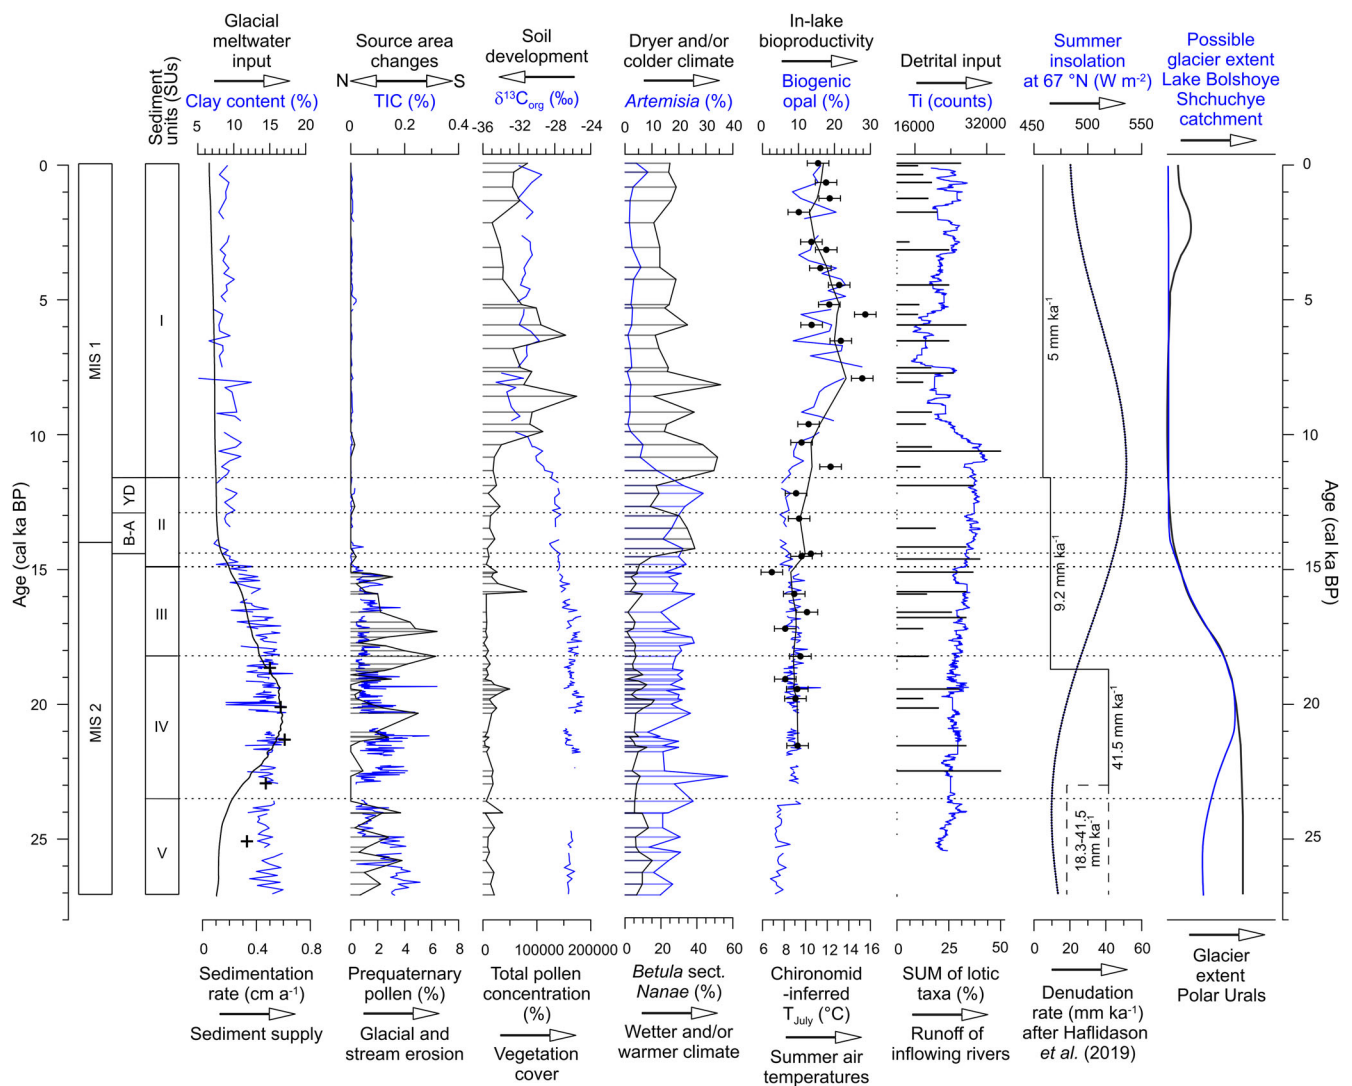 Glacial
meltwater
input
Clay content (%)
5 10 15 20
Source area
changes
N S
TIC (%)
0 0.2 0.4
Soil
development
δ¹³C_org (‰)
-36 -32 -28 -24
Dryer and/or
colder climate
Artemisia (%)
0 10 20 30 40
In-lake
bioproductivity
Biogenic
opal (%)
0 10 20 30
Detrital input
Ti (counts)
16000 32000
Summer
insolation
at 67 °N (W m⁻²)
450 500 550
Possible
glacier extent
Lake Bolshoye
Shchuchye
catchment
Sediment
units (SUs)
Age (cal ka BP)
0
5
10
15
20
25
MIS 1
MIS 2
YD
B-A
I
II
III
IV
V
5 mm ka⁻¹
9.2 mm ka⁻¹
41.5 mm ka⁻¹
18.3-41.5
mm ka⁻¹
0
5
10
15
20
25
Age (cal ka BP)
0 0.4 0.8
Sedimentation
rate (cm a⁻¹)
Sediment supply
0 2 4 6 8
Prequaternary
pollen (%)
Glacial and
stream erosion
0 100000 200000
Total pollen
concentration
(%)
Vegetation
cover
0 20 40 60
Betula sect.
Nanae (%)
Wetter and/or
warmer climate
6 8 10 12 14 16
Chironomid
-inferred
T_July (°C)
Summer air
temperatures
0 25 50
SUM of lotic
taxa (%)
Runoff of
inflowing rivers
0 20 40 60
Denudation
rate (mm ka⁻¹)
after Haflidason
et al. (2019)
Glacier
extent
Polar Urals